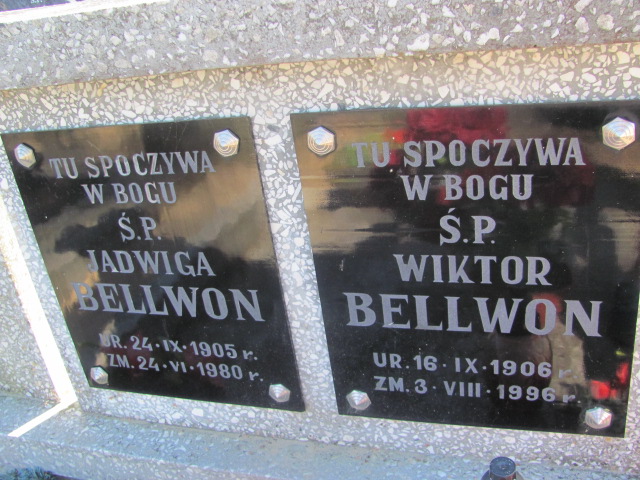 TU SPOCZYWA
W BOGU
Ś.P.
JADWIGA
BELLWON
UR. 24·IX·1905 r.
ZM. 24·VI·1980 r.
TU SPOCZYWA
W BOGU
Ś.P.
WIKTOR
BELLWON
UR. 16·IX·1906 r.
ZM. 3·VIII·1996 r.